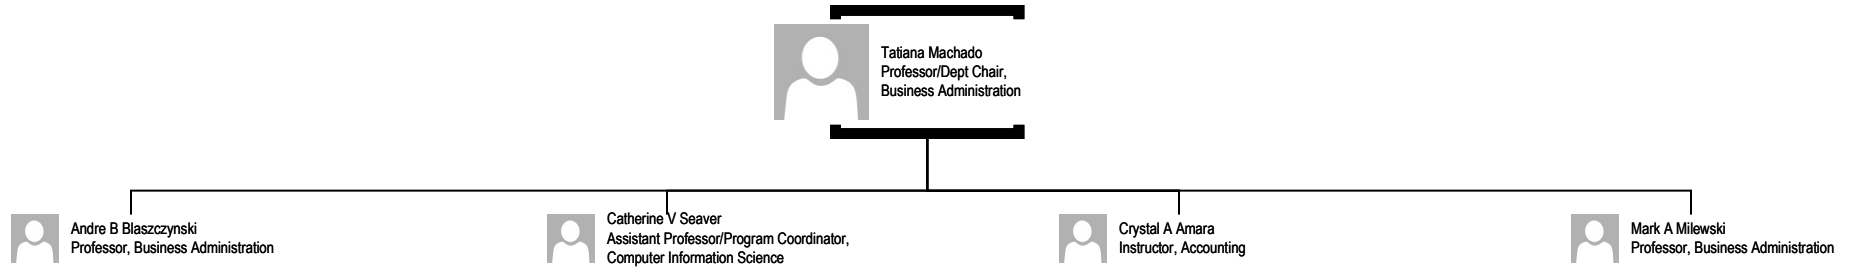 Tatiana Machado
Professor/Dept Chair,
Business Administration
Andre B Blaszczynski
Professor, Business Administration
Catherine V Seaver
Assistant Professor/Program Coordinator,
Computer Information Science
Crystal A Amara
Instructor, Accounting
Mark A Milewski
Professor, Business Administration